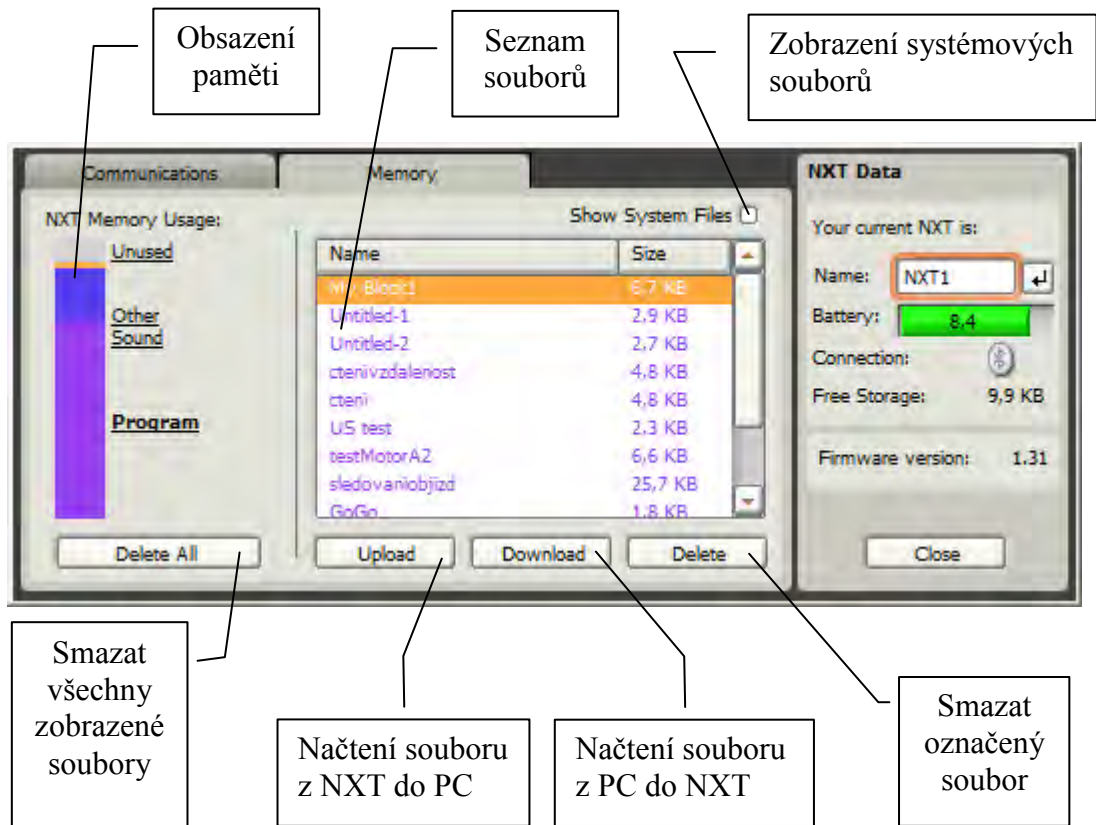 Obsazení
paměti
Seznam
souborů
Zobrazení systémových
souborů
Communications
Memory
NXT Memory Usage:
Unused
Other
Sound
Program
Delete All
Show System Files
Name Size
My Block1 6,7 KB
Untitled-1 2,9 KB
Untitled-2 2,7 KB
ctenivzdalenost 4,8 KB
cteni 4,8 KB
US test 2,3 KB
testMotorA2 6,6 KB
sledovaniobjizd 25,7 KB
GoGo 1,8 KB
Upload
Download
Delete
NXT Data
Your current NXT is:
Name: NXT1
Battery: 8,4
Connection:
Free Storage: 9,9 KB
Firmware version: 1.31
Close
Smazat
všechny
zobrazené
soubory
Načtení souboru
z NXT do PC
Načtení souboru
z PC do NXT
Smazat
označený
soubor